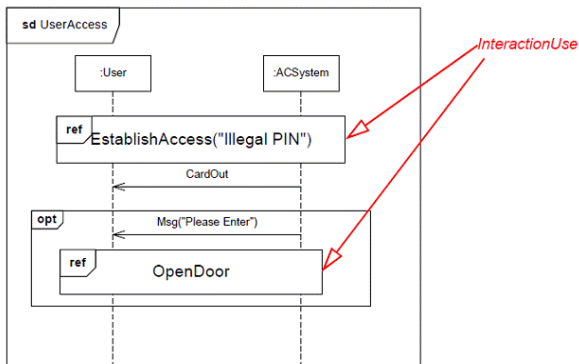 sd UserAccess
InteractionUse
:User
:ACSystem
ref
EstablishAccess("Illegal PIN")
CardOut
opt
Msg("Please Enter")
ref
OpenDoor